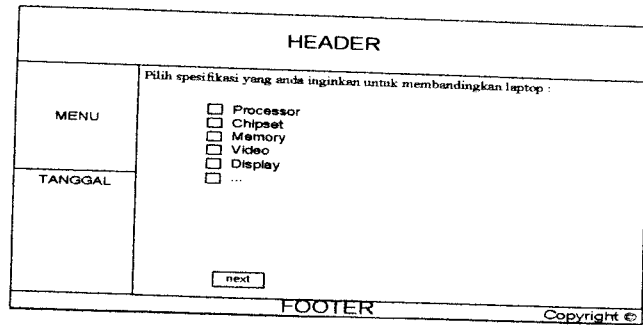 HEADER
Pilih spesifikasi yang anda inginkan untuk membandingkan laptop :
MENU
Processor
Chipset
Memory
Video
Display
...
TANGGAL
next
FOOTER
Copyright ©